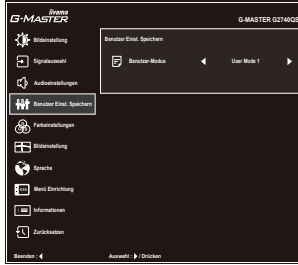 iiyama
G-MASTER
G-MASTER G2740QS
Bildeinstellung
Signalauswahl
Audioeinstellungen
Benutzer Einst. Speichern
Farbeinstellungen
Bildeinstellung
Sprache
Menü Einrichtung
Informationen
Zurücksetzen
Benutzer Einst. Speichern
Benutzer-Modus
User Mode 1
Beenden :
Auswahl : / Drücken